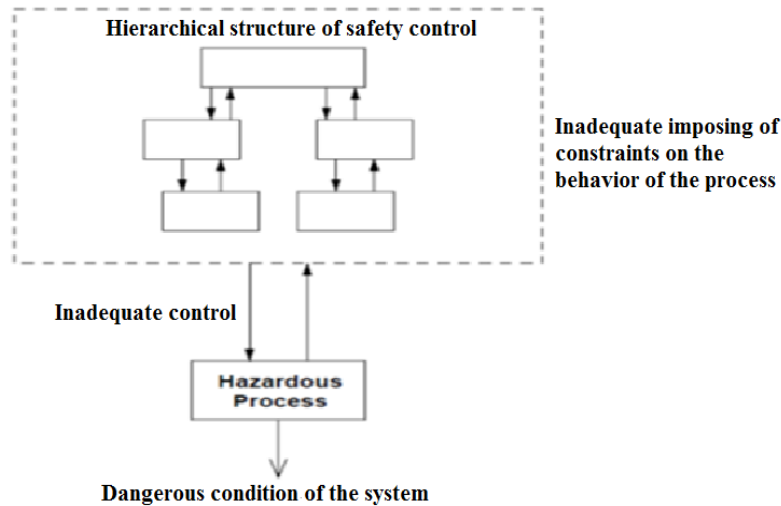 Hierarchical structure of safety control
Inadequate imposing of
constraints on the
behavior of the process
Inadequate control
Hazardous
Process
Dangerous condition of the system